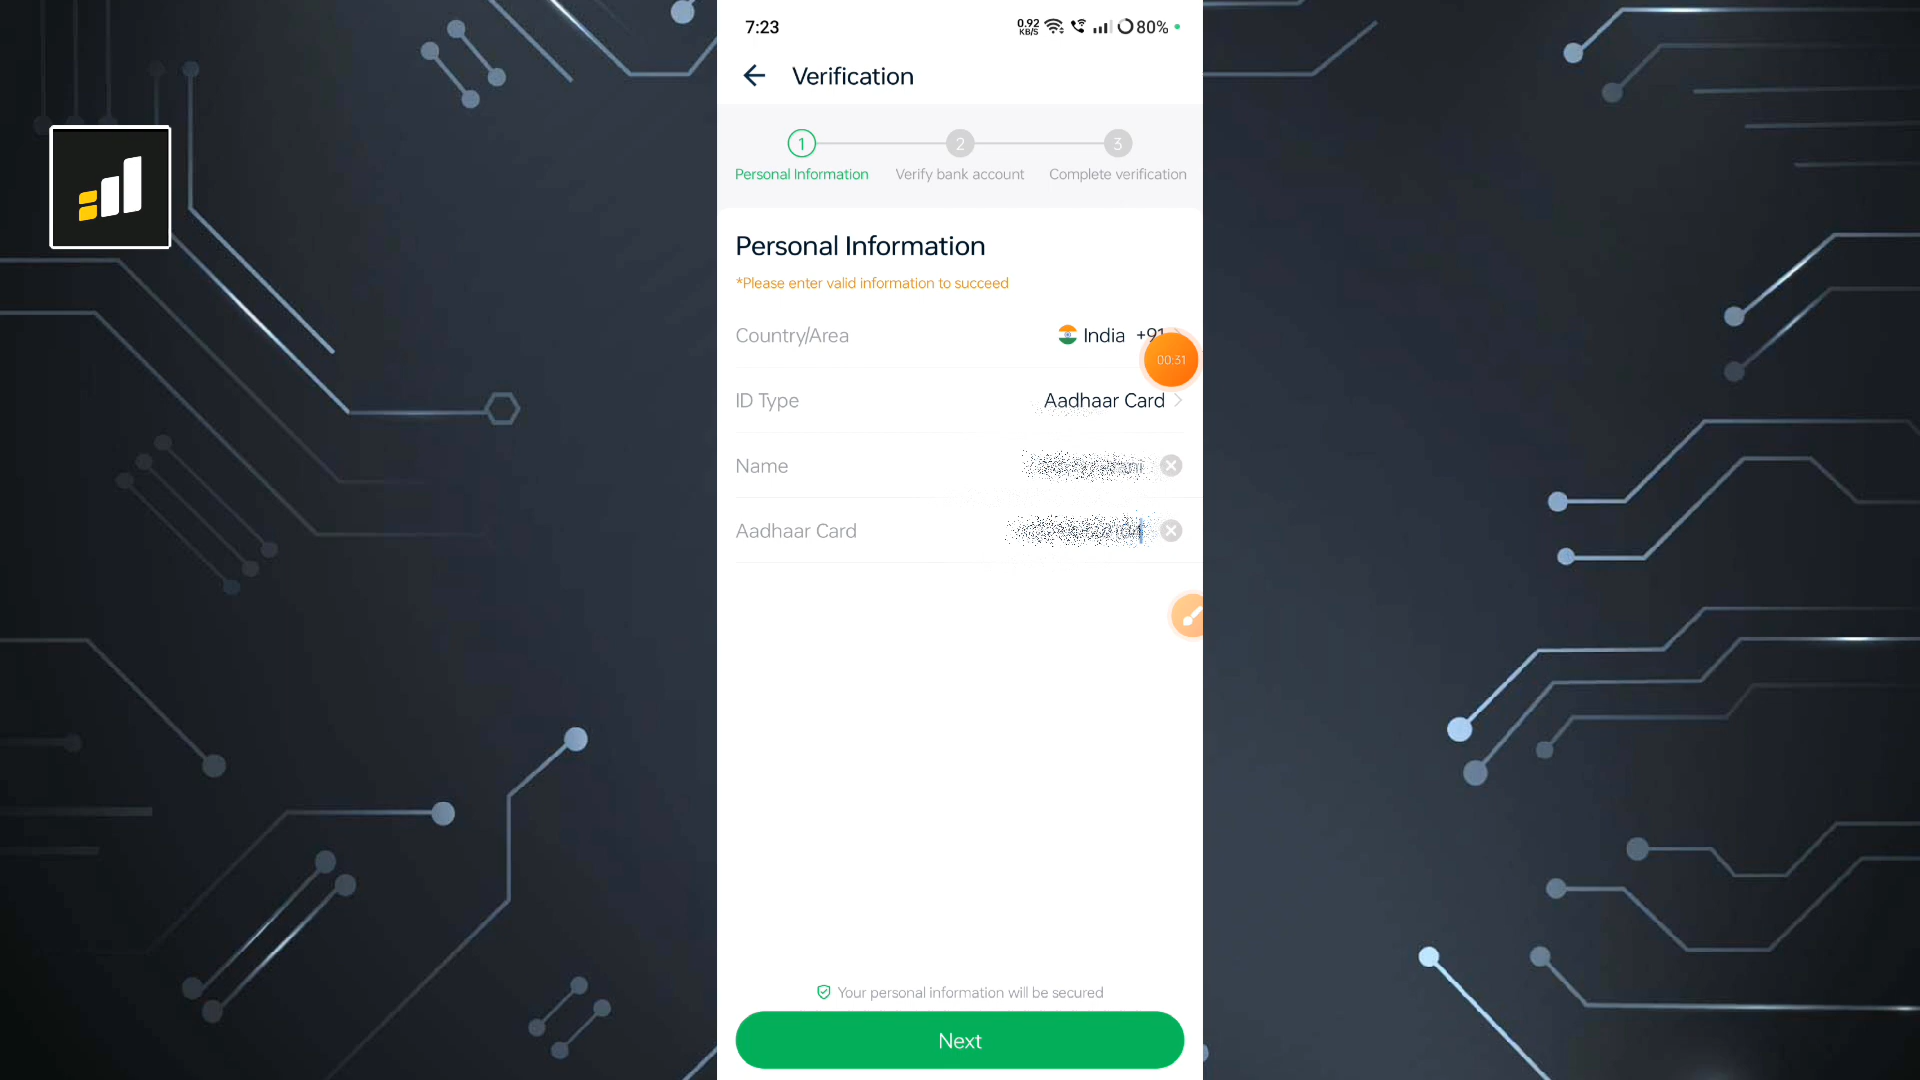 7:23
0.92 KB/S
80%
Verification
1
2
3
Personal Information
Verify bank account
Complete verification
Personal Information
*Please enter valid information to succeed
Country/Area
India +91
00:31
ID Type
Aadhaar Card
Name
Aadhaar Card
Your personal information will be secured
Next